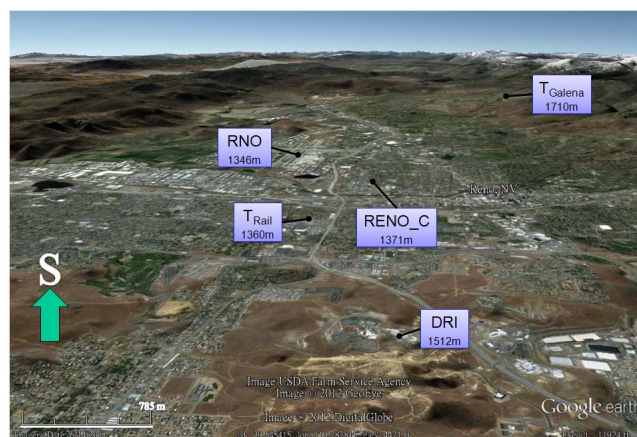 T Galena
1710m
RNO
1346m
Reno, NV
T Rail
1360m
RENO_C
1371m
S
DRI
1512m
Image USDA Farm Service Agency
Image © 2012 GeoEye
Image © 2012 DigitalGlobe
Google earth
785 m